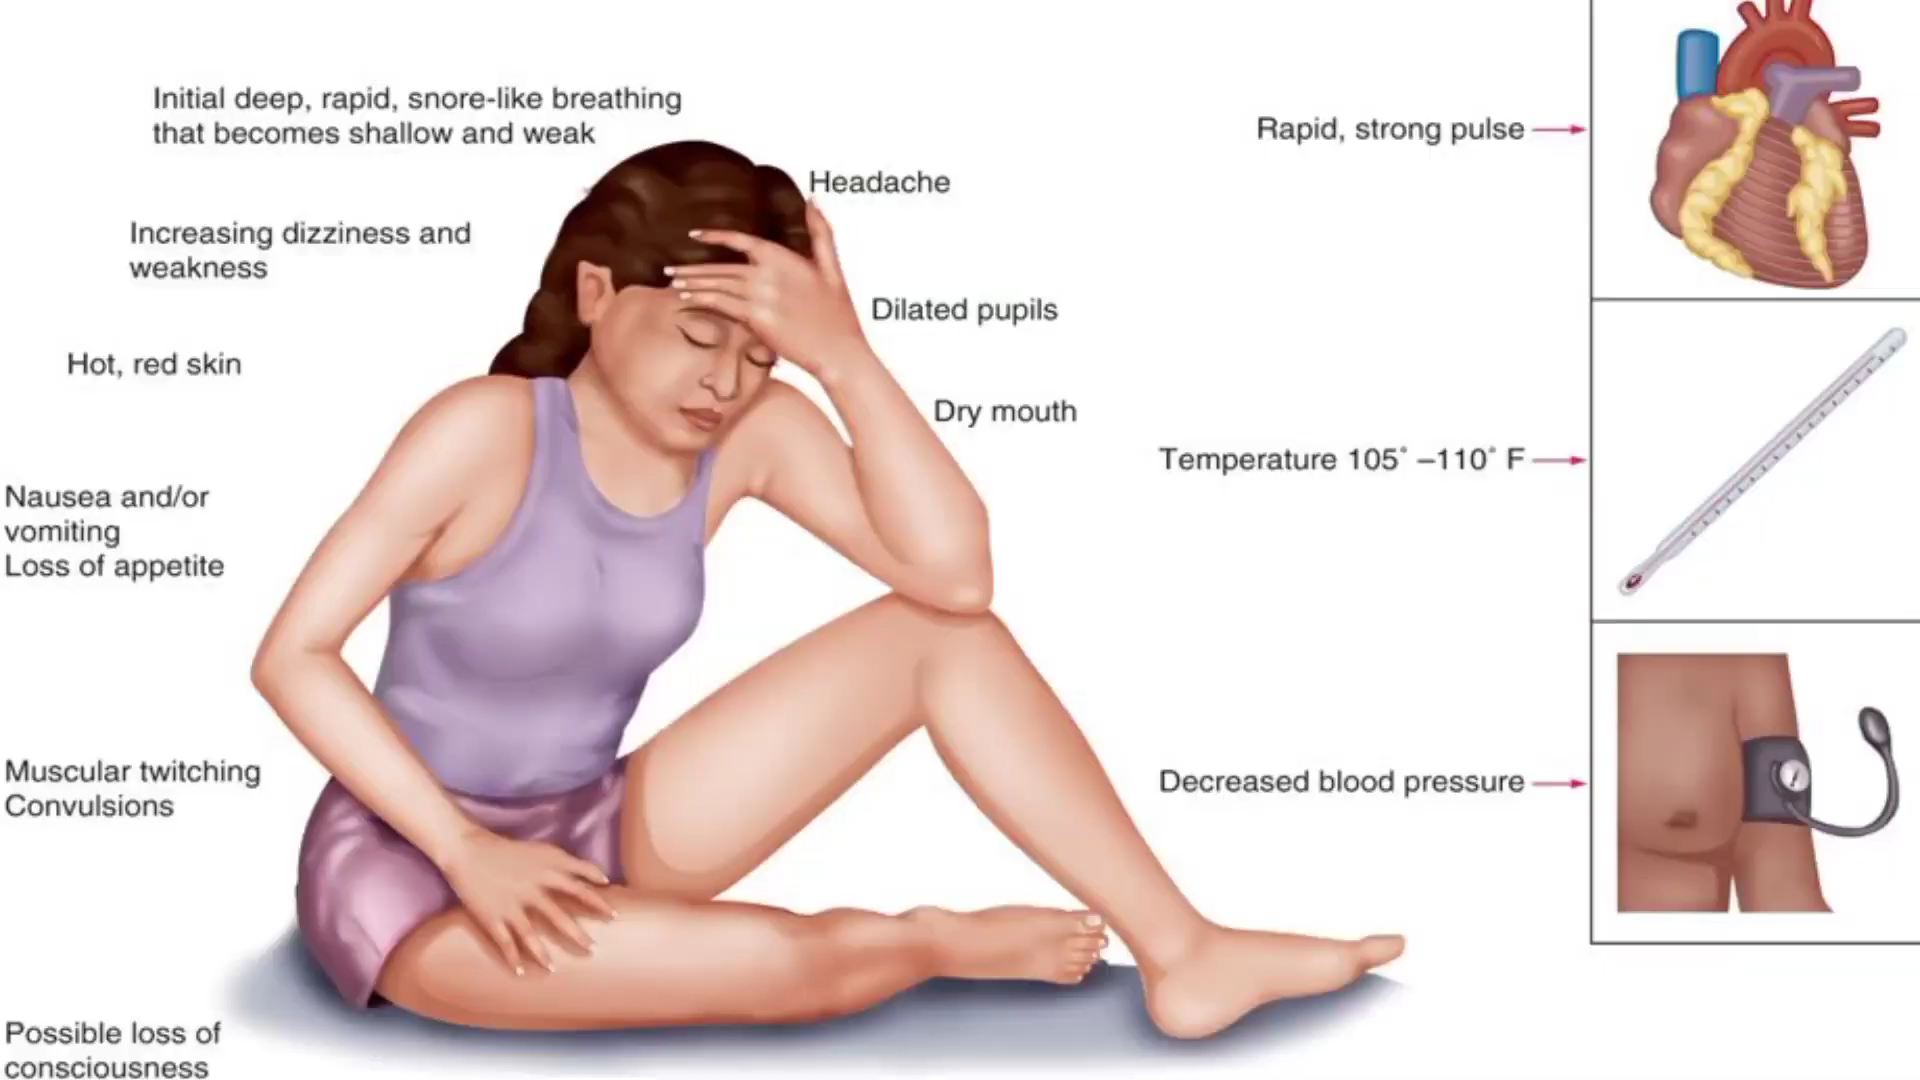 Initial deep, rapid, snore-like breathing
that becomes shallow and weak
Headache
Increasing dizziness and
weakness
Dilated pupils
Hot, red skin
Dry mouth
Nausea and/or
vomiting
Loss of appetite
Muscular twitching
Convulsions
Possible loss of
consciousness
Rapid, strong pulse
Temperature 105° –110° F
Decreased blood pressure